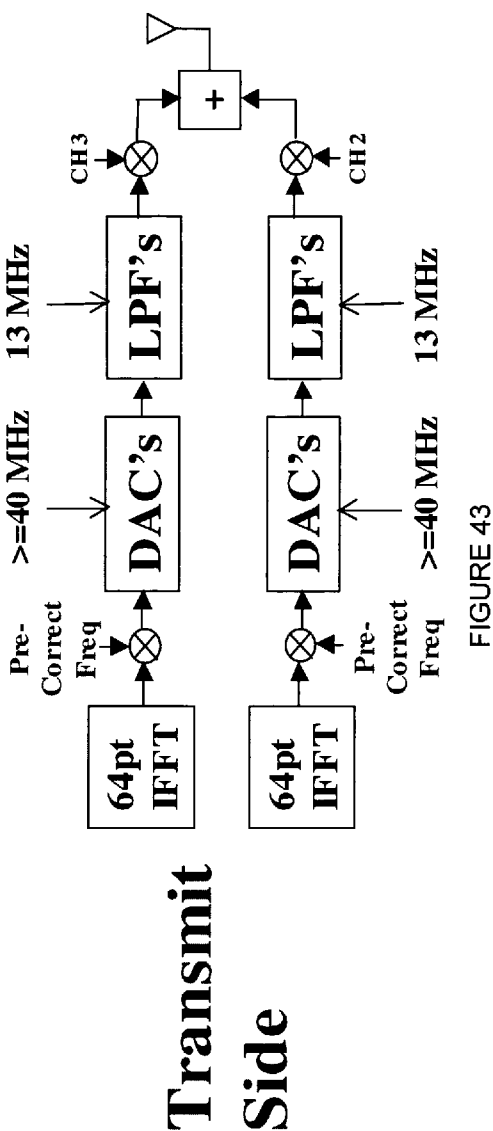 Transmit
Side
64pt
IFFT
Pre-
Correct
Freq
>=40 MHz
DAC's
13 MHz
LPF's
CH3
+
64pt
IFFT
Pre-
Correct
Freq
>=40 MHz
DAC's
13 MHz
LPF's
CH2
FIGURE 43